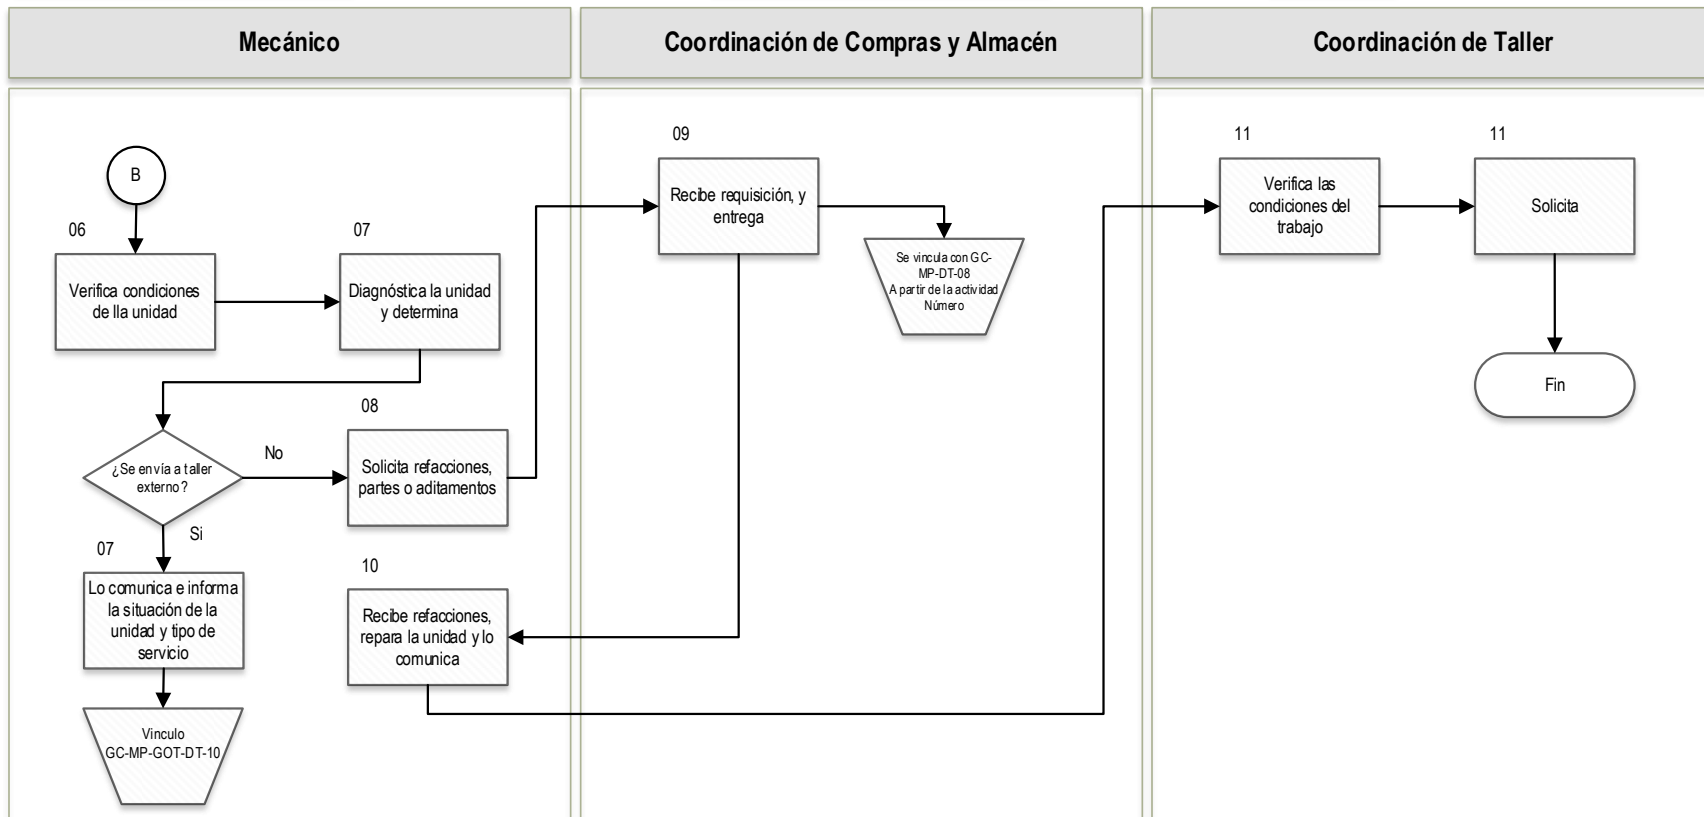 Mecánico
Coordinación de Compras y Almacén
Coordinación de Taller
B
06
Verifica condiciones
de lla unidad
07
Diagnóstica la unidad
y determina
¿Se envía a taller
externo?
No
Si
08
Solicita refacciones,
partes o aditamentos
07
Lo comunica e informa
la situación de la
unidad y tipo de
servicio
Vinculo
GC-MP-GOT-DT-10
10
Recibe refacciones,
repara la unidad y lo
comunica
09
Recibe requisición, y
entrega
Se vincula con GC-
MP-DT-08
A partir de la actividad
Número
11
Verifica las
condiciones del
trabajo
11
Solicita
Fin